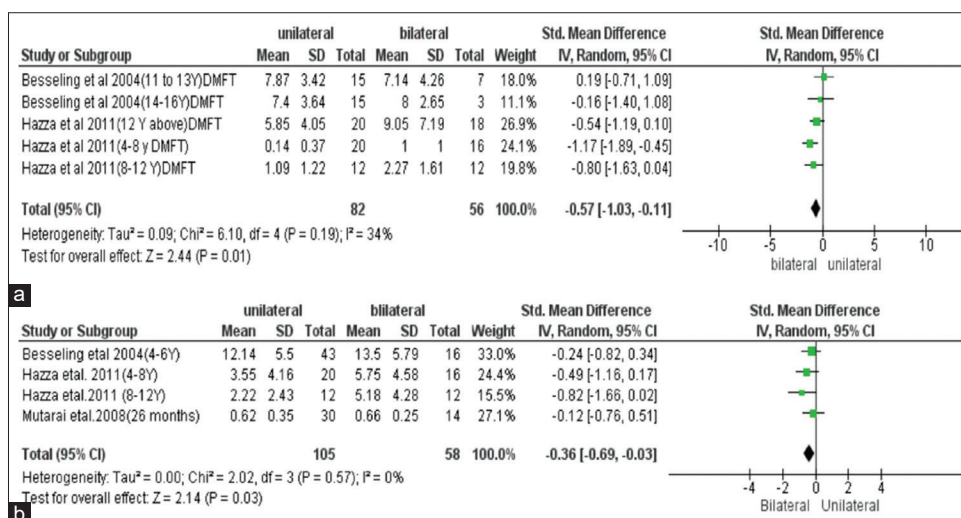 unilateral bilateral Std. Mean Difference Std. Mean Difference
Study or Subgroup Mean SD Total Mean SD Total Weight IV, Random, 95% CI IV, Random, 95% CI
Besseling et al 2004(11 to 13Y)DMFT 7.87 3.42 15 7.14 4.26 7 18.0% 0.19 [-0.71, 1.09]
Besseling et al 2004(14-16Y)DMFT 7.4 3.64 15 8 2.65 3 11.1% -0.16 [-1.40, 1.08]
Hazza et al 2011(12 Y above)DMFT 5.85 4.05 20 9.05 7.19 18 26.9% -0.54 [-1.19, 0.10]
Hazza et al 2011(4-8 y DMFT) 0.14 0.37 20 1 1 16 24.1% -1.17 [-1.89, -0.45]
Hazza et al 2011(8-12 Y)DMFT 1.09 1.22 12 2.27 1.61 12 19.8% -0.80 [-1.63, 0.04]
Total (95% CI) 82 56 100.0% -0.57 [-1.03, -0.11]
Heterogeneity: Tau² = 0.09; Chi² = 6.10, df = 4 (P = 0.19); I² = 34%
Test for overall effect: Z = 2.44 (P = 0.01)
-10 -5 0 5 10
bilateral unilateral
a
unilateral blilateral Std. Mean Difference Std. Mean Difference
Study or Subgroup Mean SD Total Mean SD Total Weight IV, Random, 95% CI IV, Random, 95% CI
Besseling etal 2004(4-6Y) 12.14 5.5 43 13.5 5.79 16 33.0% -0.24 [-0.82, 0.34]
Hazza etal. 2011(4-8Y) 3.55 4.16 20 5.75 4.58 16 24.4% -0.49 [-1.16, 0.17]
Hazza etal.2011 (8-12Y) 2.22 2.43 12 5.18 4.28 12 15.5% -0.82 [-1.66, 0.02]
Mutarai etal.2008(26 months) 0.62 0.35 30 0.66 0.25 14 27.1% -0.12 [-0.76, 0.51]
Total (95% CI) 105 58 100.0% -0.36 [-0.69, -0.03]
Heterogeneity: Tau² = 0.00; Chi² = 2.02, df = 3 (P = 0.57); I² = 0%
Test for overall effect: Z = 2.14 (P = 0.03)
-4 -2 0 2 4
Bilateral Unilateral
b